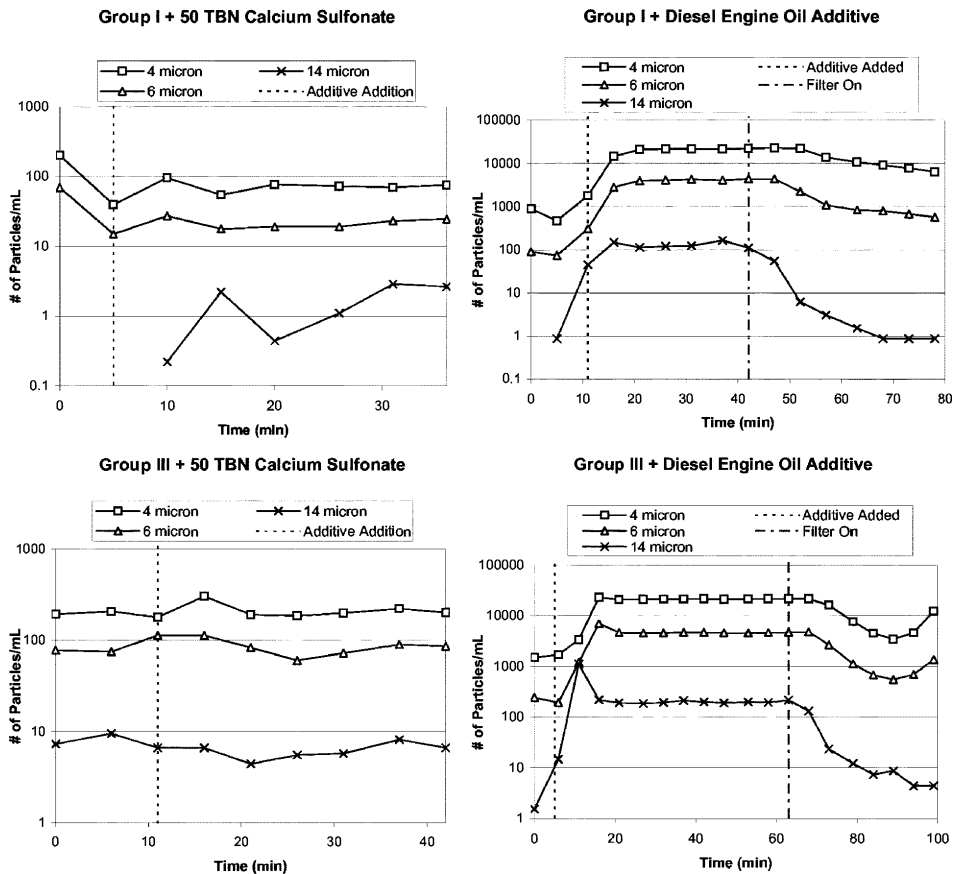 Group I + 50 TBN Calcium Sulfonate
4 micron 14 micron
6 micron Additive Addition
1000
100
10
1
0.1
# of Particles/mL
0 10 20 30
Time (min)
Group I + Diesel Engine Oil Additive
4 micron Additive Added
6 micron Filter On
14 micron
100000
10000
1000
100
10
1
0.1
# of Particles/mL
0 10 20 30 40 50 60 70 80
Time (min)
Group III + 50 TBN Calcium Sulfonate
4 micron 14 micron
6 micron Additive Addition
1000
100
10
1
# of Particles/mL
0 10 20 30 40
Time (min)
Group III + Diesel Engine Oil Additive
4 micron Additive Added
6 micron Filter On
14 micron
100000
10000
1000
100
10
1
# of Particles/mL
0 20 40 60 80 100
Time (min)